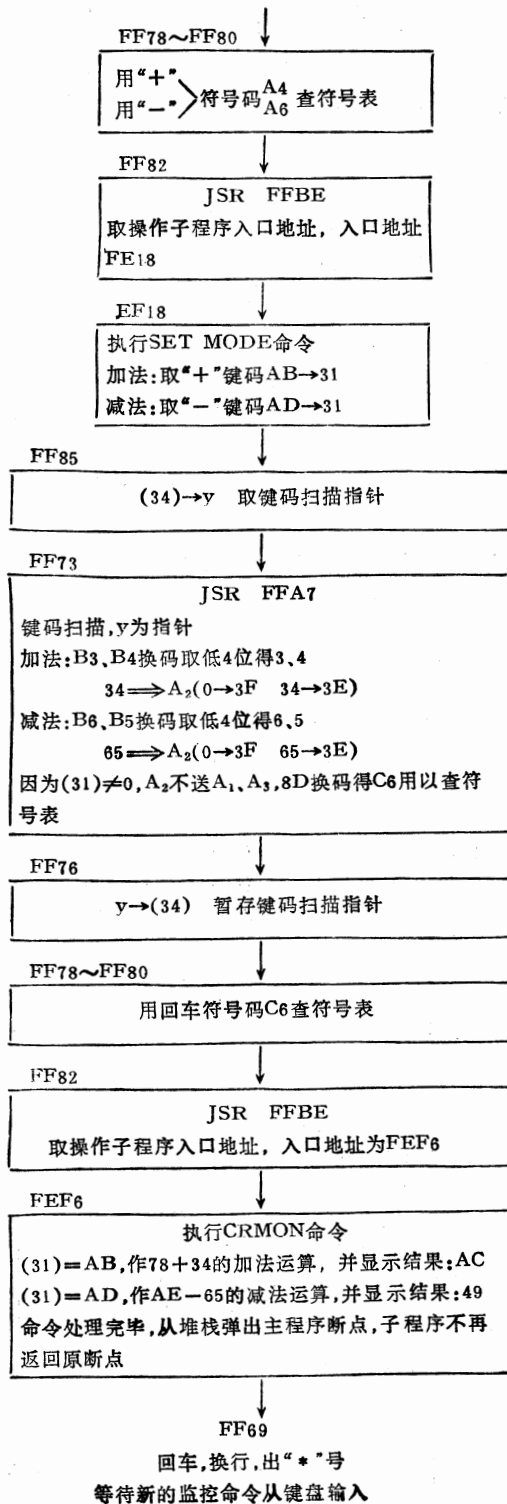 FF78～FF80
用“+”
用“-”
符号码A4 A6 查符号表
FF82
JSR FFBE
取操作子程序入口地址，入口地址
FE18
EF18
执行SET MODE命令
加法:取“+”键码AB→31
减法:取“-”键码AD→31
FF85
(34)→y 取键码扫描指针
FF73
JSR FFA7
键码扫描,y为指针
加法:B3、B4换码取低4位得3、4
34⟹A₂(0→3F 34→3E)
减法:B6、B5换码取低4位得6、5
65⟹A₂(0→3F 65→3E)
因为(31)≠0,A₂不送A₁、A₃,8D换码得C6用以查符
号表
FF76
y→(34) 暂存键码扫描指针
FF78～FF80
用回车符号码C6查符号表
FF82
JSR FFBE
取操作子程序入口地址，入口地址为FEF6
FEF6
执行CRMON命令
(31)=AB,作78+34的加法运算，并显示结果:AC
(31)=AD,作AE-65的减法运算,并显示结果:49
命令处理完毕,从堆栈弹出主程序断点,子程序不再
返回原断点
FF69
回车,换行,出“*”号
等待新的监控命令从键盘输入